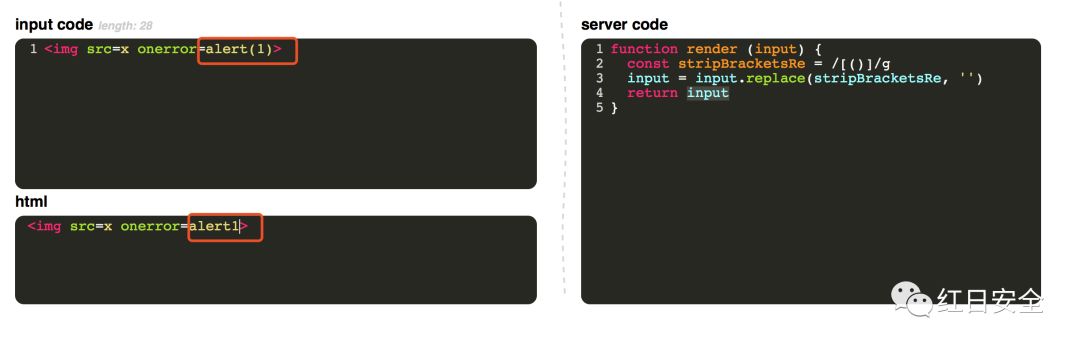 input code length: 28
1 <img src=x onerror=alert(1)>
html
<img src=x onerror=alert1>
server code
1 function render (input) {
2   const stripBracketsRe = /[()]/g
3   input = input.replace(stripBracketsRe, '')
4   return input
5 }
红日安全